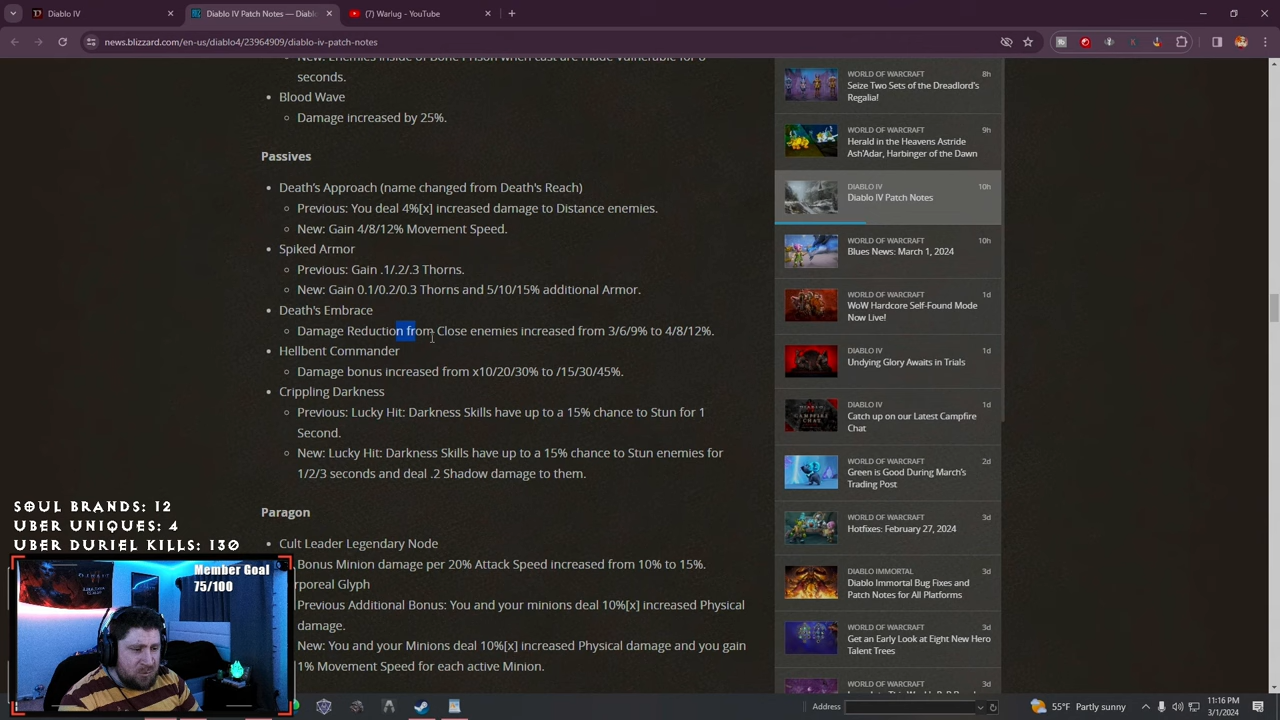 Diablo IV
Diablo IV Patch Notes —
(7) Warlug - YouTube
news.blizzard.com/en-us/diablo4/23964909/diablo-iv-patch-notes
New: Enemies inside of Bone Prison when cast are made Vulnerable for
seconds.
Blood Wave
Damage increased by 25%.
Passives
Death's Approach (name changed from Death's Reach)
Previous: You deal 4%[x] increased damage to Distance enemies.
New: Gain 4/8/12% Movement Speed.
Spiked Armor
Previous: Gain .1/.2/.3 Thorns.
New: Gain 0.1/0.2/0.3 Thorns and 5/10/15% additional Armor.
Death's Embrace
Damage Reduction from Close enemies increased from 3/6/9% to 4/8/12%.
Hellbent Commander
Damage bonus increased from x10/20/30% to /15/30/45%.
Crippling Darkness
Previous: Lucky Hit: Darkness Skills have up to a 15% chance to Stun for 1
Second.
New: Lucky Hit: Darkness Skills have up to a 15% chance to Stun enemies for
1/2/3 seconds and deal .2 Shadow damage to them.
Paragon
Cult Leader Legendary Node
Bonus Minion damage per 20% Attack Speed increased from 10% to 15%.
poreal Glyph
Previous Additional Bonus: You and your minions deal 10%[x] increased Physical
damage.
New: You and your Minions deal 10%[x] increased Physical damage and you gain
1% Movement Speed for each active Minion.
WORLD OF WARCRAFT 8h
Seize Two Sets of the Dreadlord's
Regalia!
WORLD OF WARCRAFT 9h
Herald in the Heavens Astride
Ash'Adar, Harbinger of the Dawn
DIABLO IV 10h
Diablo IV Patch Notes
WORLD OF WARCRAFT 10h
Blues News: March 1, 2024
WORLD OF WARCRAFT 1d
WoW Hardcore Self-Found Mode
Now Live!
DIABLO IV 1d
Undying Glory Awaits in Trials
DIABLO IV 1d
Catch up on our Latest Campfire
Chat
WORLD OF WARCRAFT 2d
Green is Good During March's
Trading Post
WORLD OF WARCRAFT 3d
Hotfixes: February 27, 2024
DIABLO IMMORTAL 3d
Diablo Immortal Bug Fixes and
Patch Notes for All Platforms
WORLD OF WARCRAFT 3d
Get an Early Look at Eight New Hero
Talent Trees
WORLD OF WARCRAFT 3d
SOUL BRANDS: 12
UBER UNIQUES: 4
UBER DURIEL KILLS: 130
Member Goal
75/100
Address
55°F Partly sunny
11:16 PM
3/1/2024